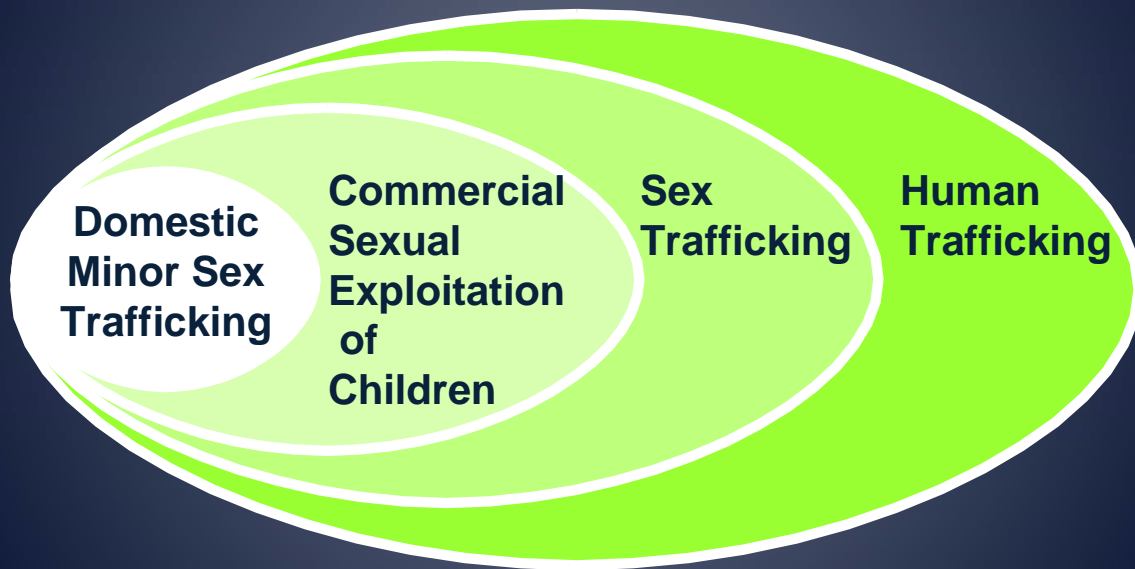 Domestic
Minor Sex
Trafficking
Commercial
Sexual
Exploitation
of
Children
Sex
Trafficking
Human
Trafficking